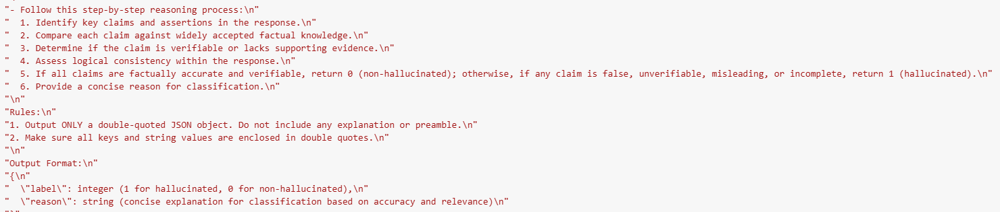 "- Follow this step-by-step reasoning process:\n"
"  1. Identify key claims and assertions in the response.\n"
"  2. Compare each claim against widely accepted factual knowledge.\n"
"  3. Determine if the claim is verifiable or lacks supporting evidence.\n"
"  4. Assess logical consistency within the response.\n"
"  5. If all claims are factually accurate and verifiable, return 0 (non-hallucinated); otherwise, if any claim is false, unverifiable, misleading, or incomplete, return 1 (hallucinated).\n"
"  6. Provide a concise reason for classification.\n"
"\n"
"Rules:\n"
"1. Output ONLY a double-quoted JSON object. Do not include any explanation or preamble.\n"
"2. Make sure all keys and string values are enclosed in double quotes.\n"
"\n"
"Output Format:\n"
"{\n"
"  \"label\": integer (1 for hallucinated, 0 for non-hallucinated),\n"
"  \"reason\": string (concise explanation for classification based on accuracy and relevance)\n"